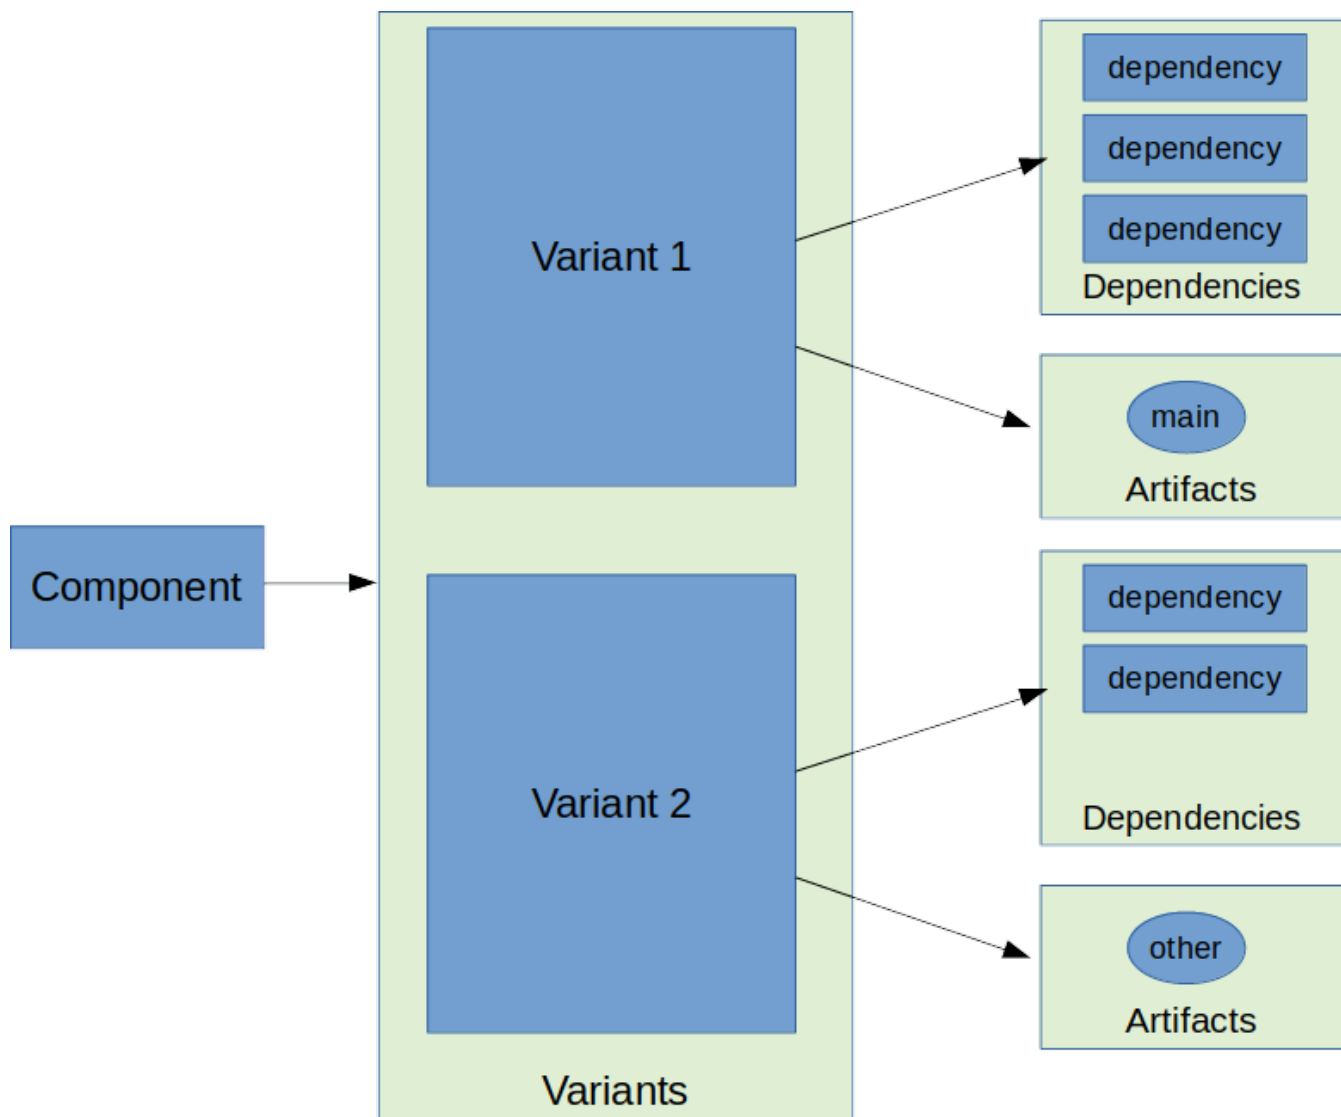 Component
Variant 1
Variant 2
Variants
dependency
dependency
dependency
Dependencies
main
Artifacts
dependency
dependency
Dependencies
other
Artifacts